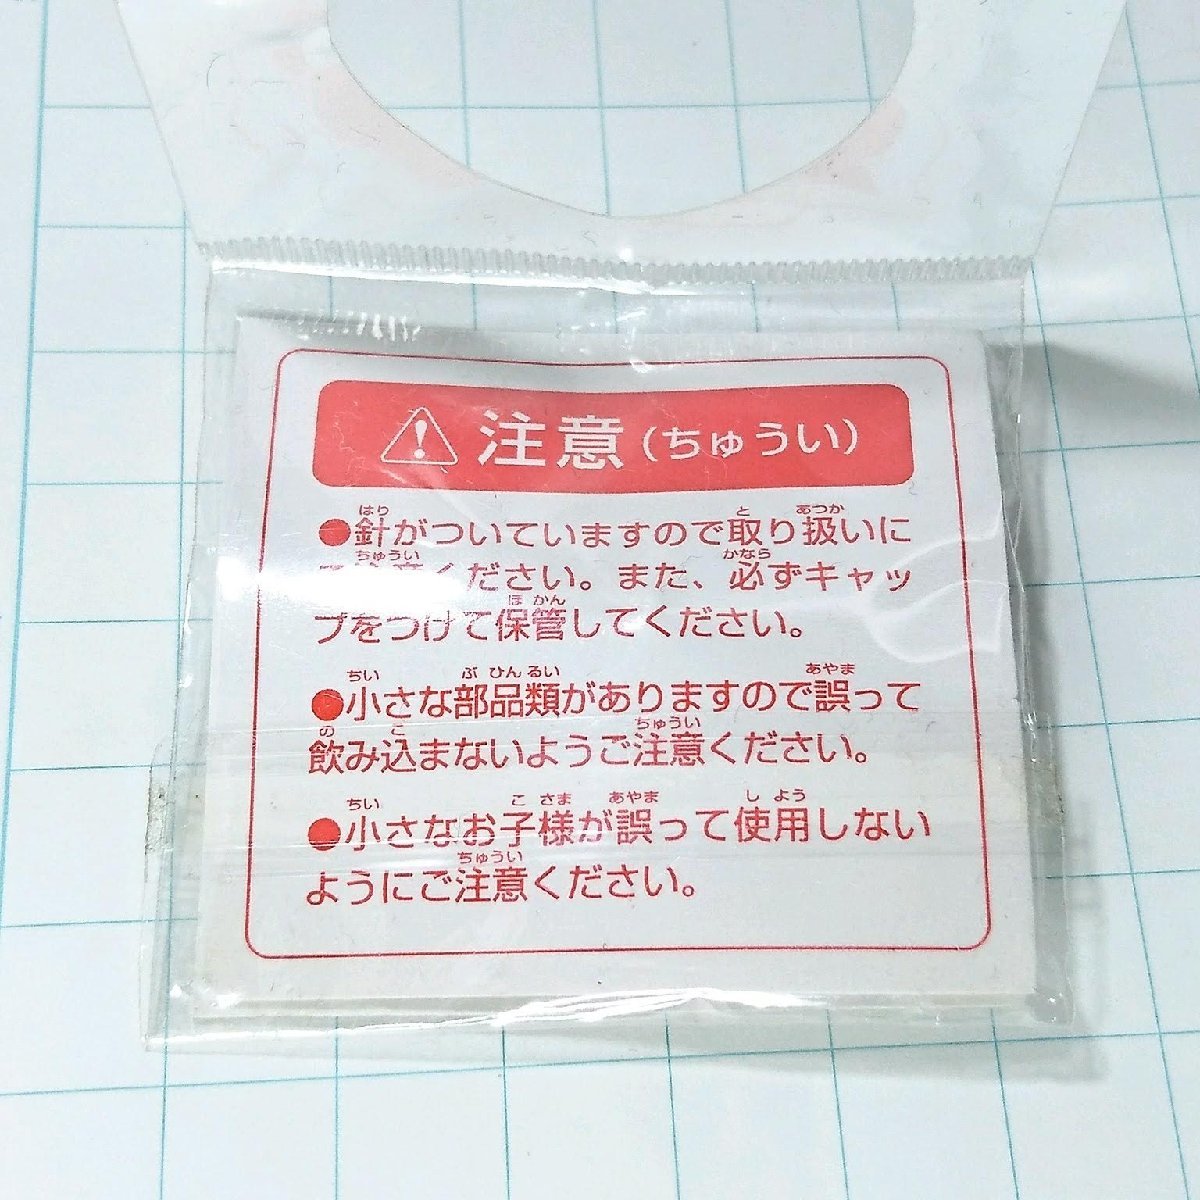 注意(ちゅうい)
●針がついていますので取り扱いに
ください。また、必ずキャッ
プをつけて保管してください。
●小さな部品類がありますので誤って
飲み込まないようご注意ください。
●小さなお子様が誤って使用しない
ようにご注意ください。